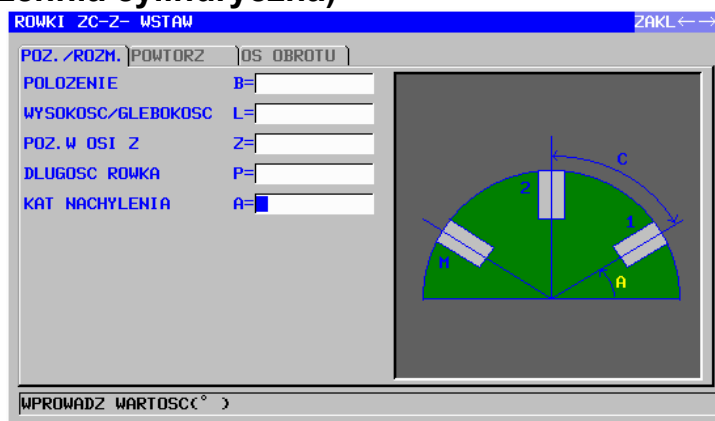 ROWKI ZC-Z- WSTAW ZAKL←→
POZ./ROZM. POWTORZ OS OBROTU
POLOZENIE B=
WYSOKOSC/GLEBOKOSC L=
POZ.W OSI Z Z=
DLUGOSC ROWKA P=
KAT NACHYLENIA A=
C
2
1
M
A
WPROWADZ WARTOSC(° )